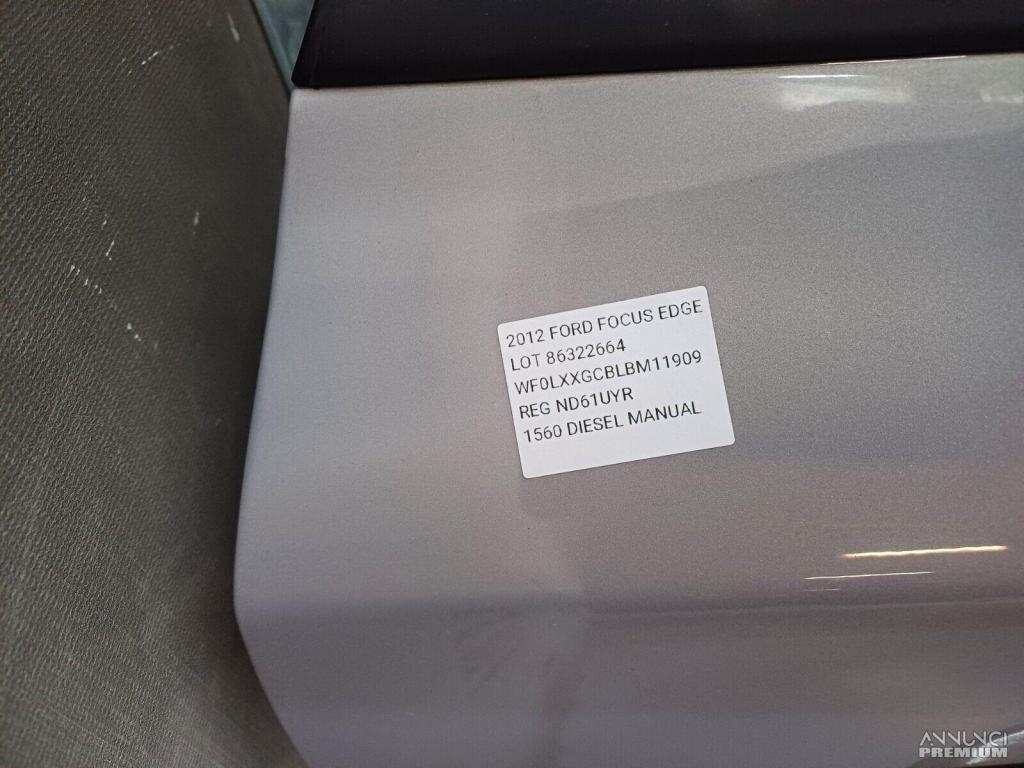 2012 FORD FOCUS EDGE
LOT 86322664
WF0LXXGCBLBM11909
REG ND61UYR
1560 DIESEL MANUAL
ANNUNCI
PREMIUM